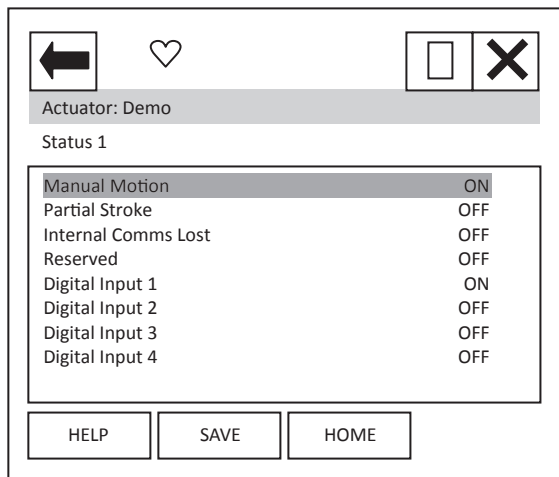 Actuator: Demo
Status 1
Manual Motion ON
Partial Stroke OFF
Internal Comms Lost OFF
Reserved OFF
Digital Input 1 ON
Digital Input 2 OFF
Digital Input 3 OFF
Digital Input 4 OFF
HELP SAVE HOME